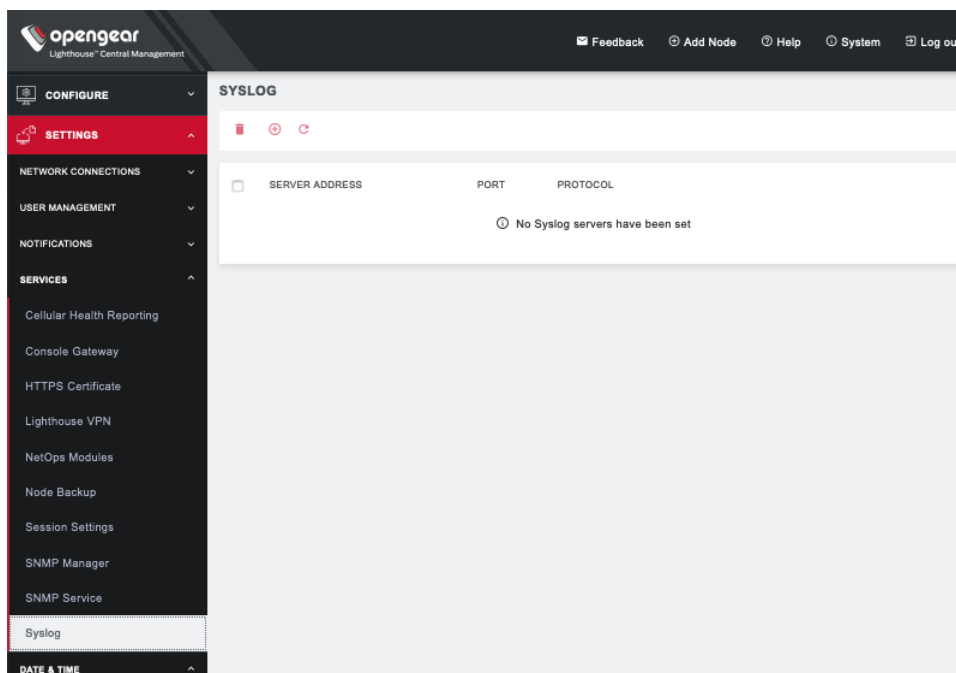 opengear
Lighthouse™ Central Management
Feedback
Add Node
Help
System
Log ou
CONFIGURE
SETTINGS
NETWORK CONNECTIONS
USER MANAGEMENT
NOTIFICATIONS
SERVICES
Cellular Health Reporting
Console Gateway
HTTPS Certificate
Lighthouse VPN
NetOps Modules
Node Backup
Session Settings
SNMP Manager
SNMP Service
Syslog
DATE & TIME
SYSLOG
SERVER ADDRESS PORT PROTOCOL
No Syslog servers have been set